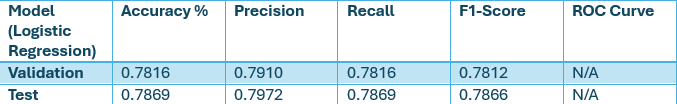 Model (Logistic Regression) Accuracy % Precision Recall F1-Score ROC Curve
Validation 0.7816 0.7910 0.7816 0.7812 N/A
Test 0.7869 0.7972 0.7869 0.7866 N/A